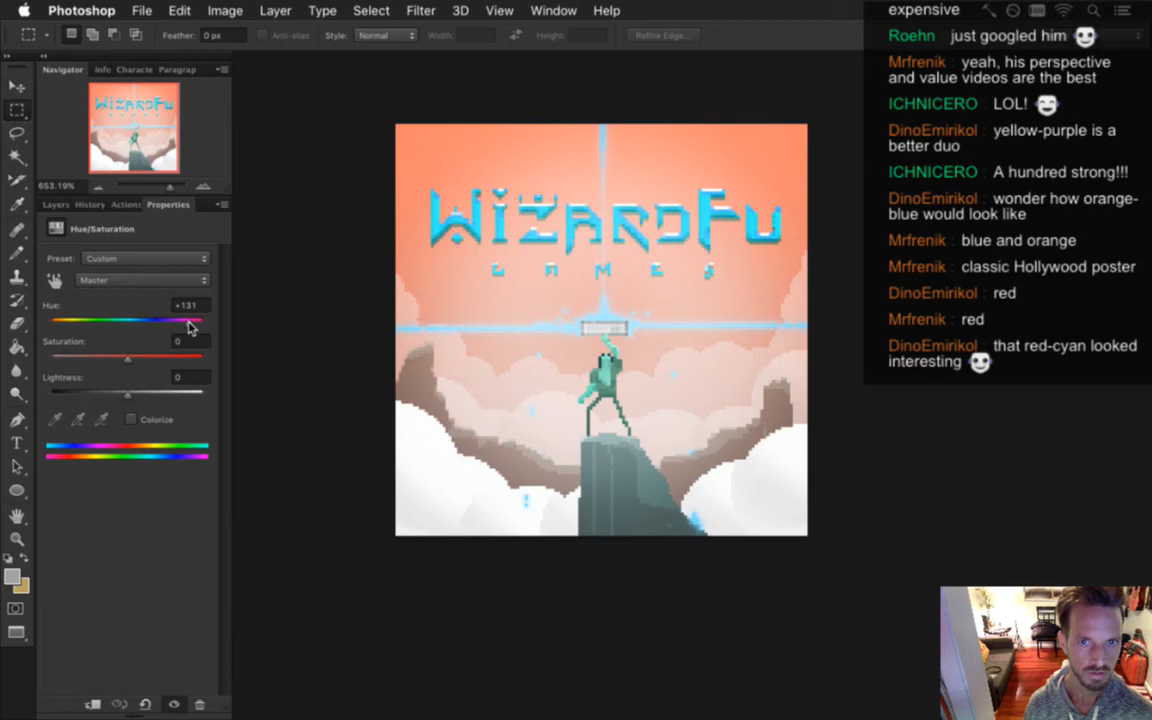 Photoshop File Edit Image Layer Type Select Filter 3D View Window Help
Feather: 0 px Anti-alias Style: Normal Width: Height: Refine Edge...
Navigator Info Characte Paragrap
653.19%
Layers History Actions Properties
Hue/Saturation
Preset: Custom
Master
Hue: +131
Saturation: 0
Lightness: 0
Colorize
WizardFu
GAMES
expensive
Roehn : just googled him
Mrfrenik : yeah, his perspective
and value videos are the best
ICHNICERO : LOL!
DinoEmirikol : yellow-purple is a
better duo
ICHNICERO : A hundred strong!!!
DinoEmirikol : wonder how orange-
blue would look like
Mrfrenik : blue and orange
Mrfrenik : classic Hollywood poster
DinoEmirikol : red
Mrfrenik : red
DinoEmirikol : that red-cyan looked
interesting